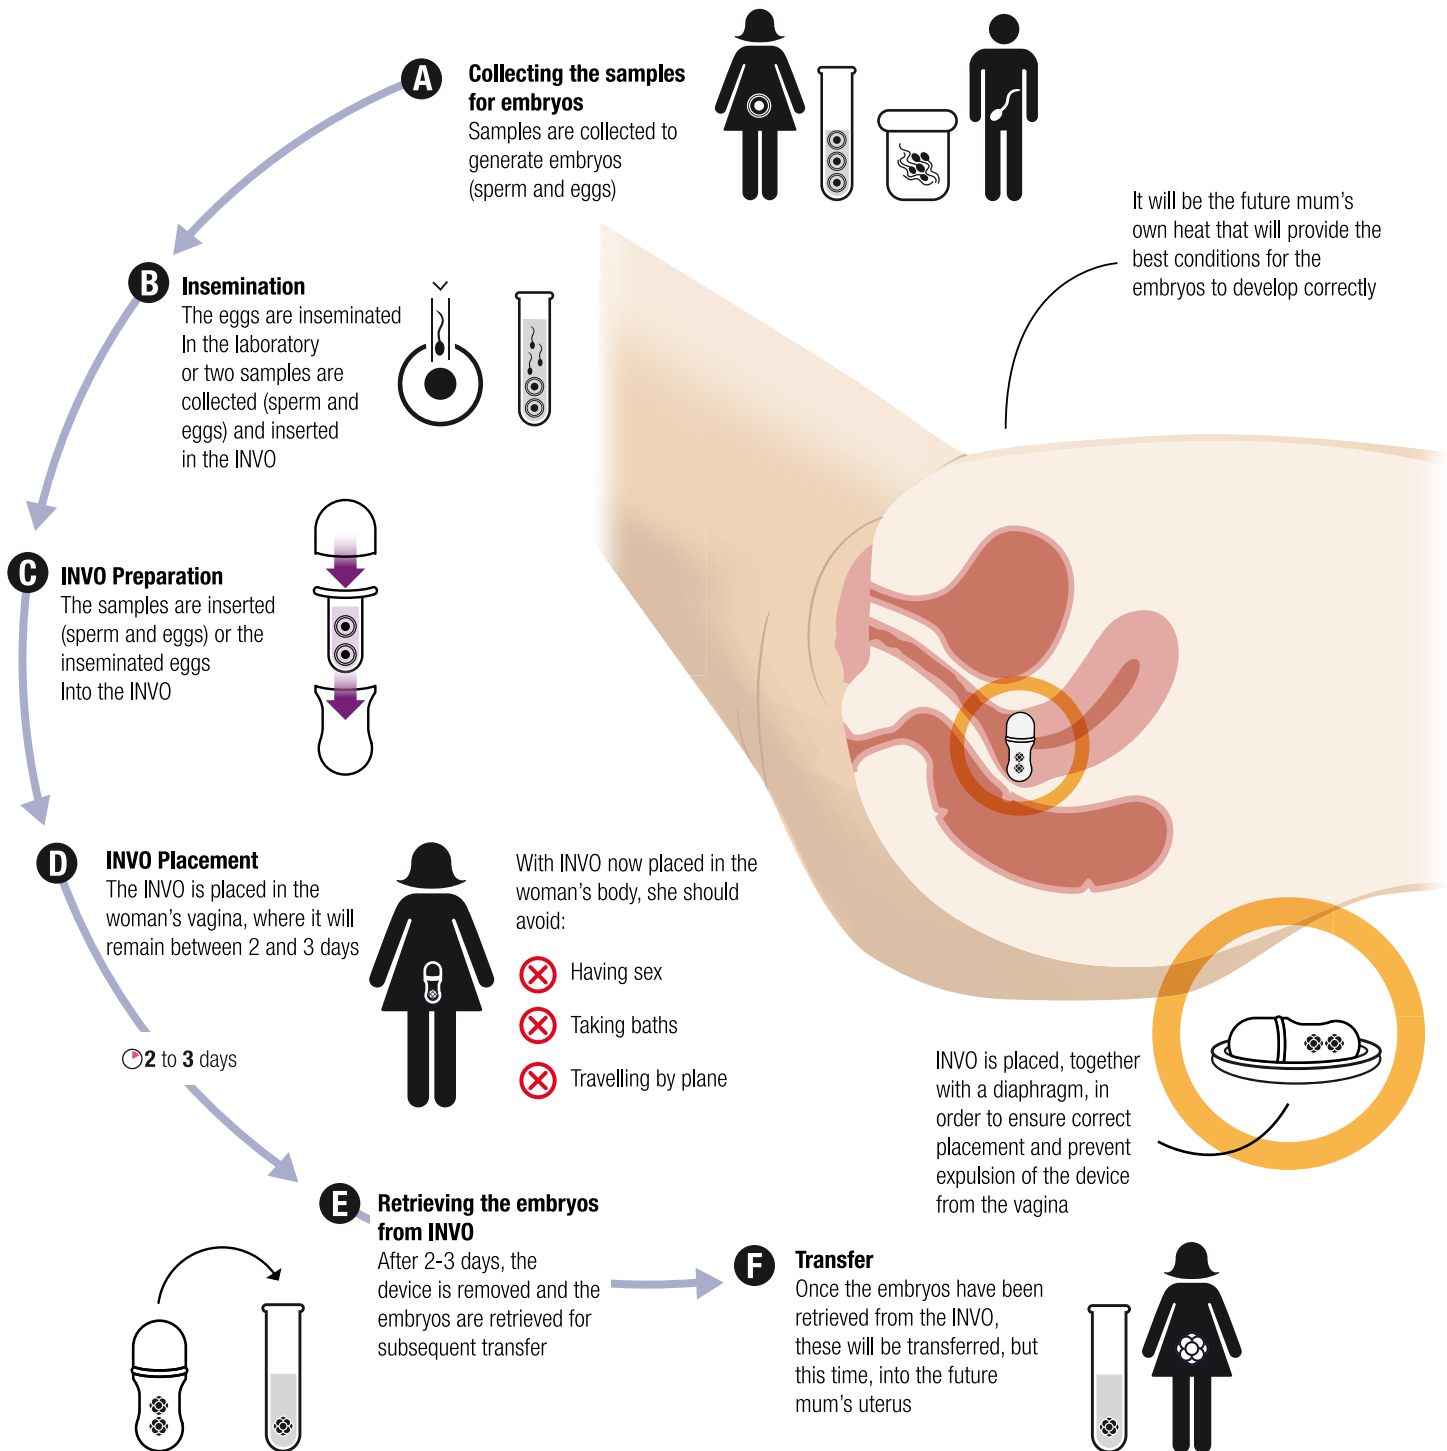 A
Collecting the samples
for embryos
Samples are collected to
generate embryos
(sperm and eggs)
It will be the future mum's
own heat that will provide the
best conditions for the
embryos to develop correctly
B
Insemination
The eggs are inseminated
In the laboratory
or two samples are
collected (sperm and
eggs) and inserted
in the INVO
C
INVO Preparation
The samples are inserted
(sperm and eggs) or the
inseminated eggs
Into the INVO
D
INVO Placement
The INVO is placed in the
woman's vagina, where it will
remain between 2 and 3 days
With INVO now placed in the
woman's body, she should
avoid:
Having sex
Taking baths
Travelling by plane
2 to 3 days
INVO is placed, together
with a diaphragm, in
order to ensure correct
placement and prevent
expulsion of the device
from the vagina
E
Retrieving the embryos
from INVO
After 2-3 days, the
device is removed and the
embryos are retrieved for
subsequent transfer
F
Transfer
Once the embryos have been
retrieved from the INVO,
these will be transferred, but
this time, into the future
mum's uterus